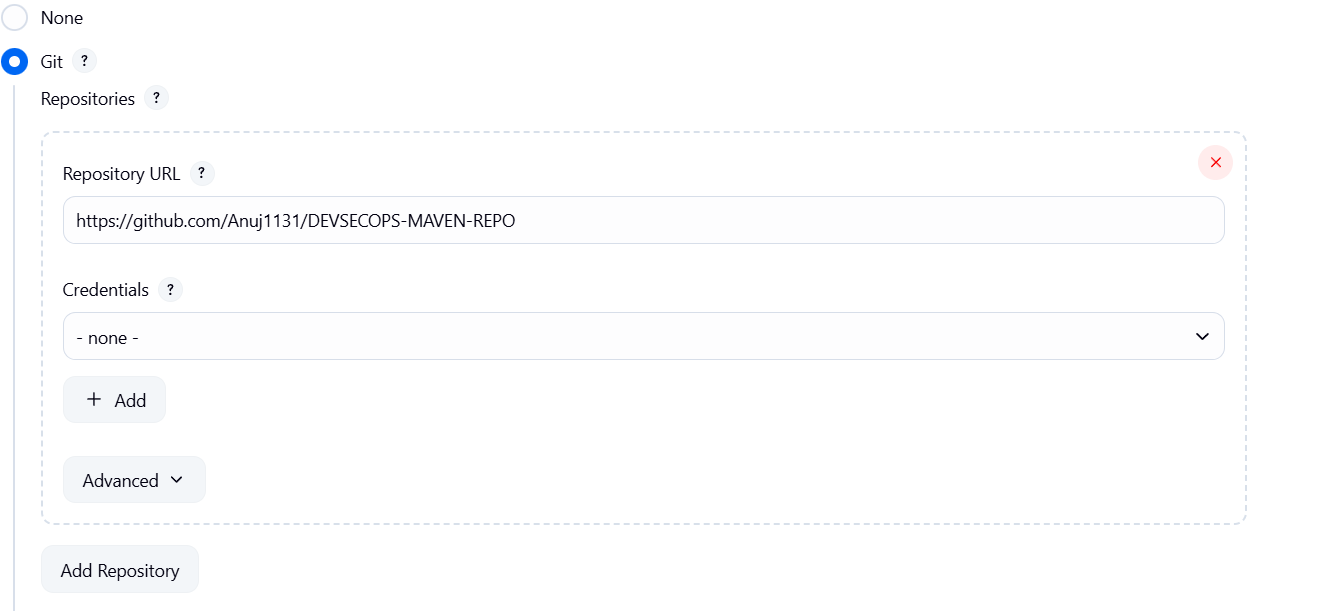 None
Git ?
Repositories ?
Repository URL ?
https://github.com/Anuj1131/DEVSECOPS-MAVEN-REPO
Credentials ?
- none -
+ Add
Advanced
Add Repository